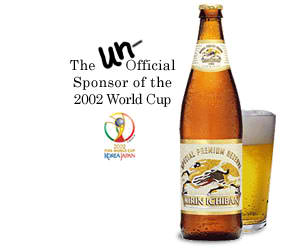 The un-Official
Sponsor of the
2002 World Cup
2002
FIFA WORLD CUP
KOREA JAPAN
SPECIAL PREMIUM RESERVE
KIRIN ICHIBAN